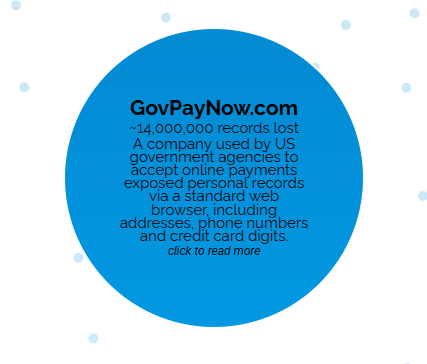 GovPayNow.com
~14,000,000 records lost
A company used by US
government agencies to
accept online payments
exposed personal records
via a standard web
browser, including
addresses, phone numbers
and credit card digits.
click to read more